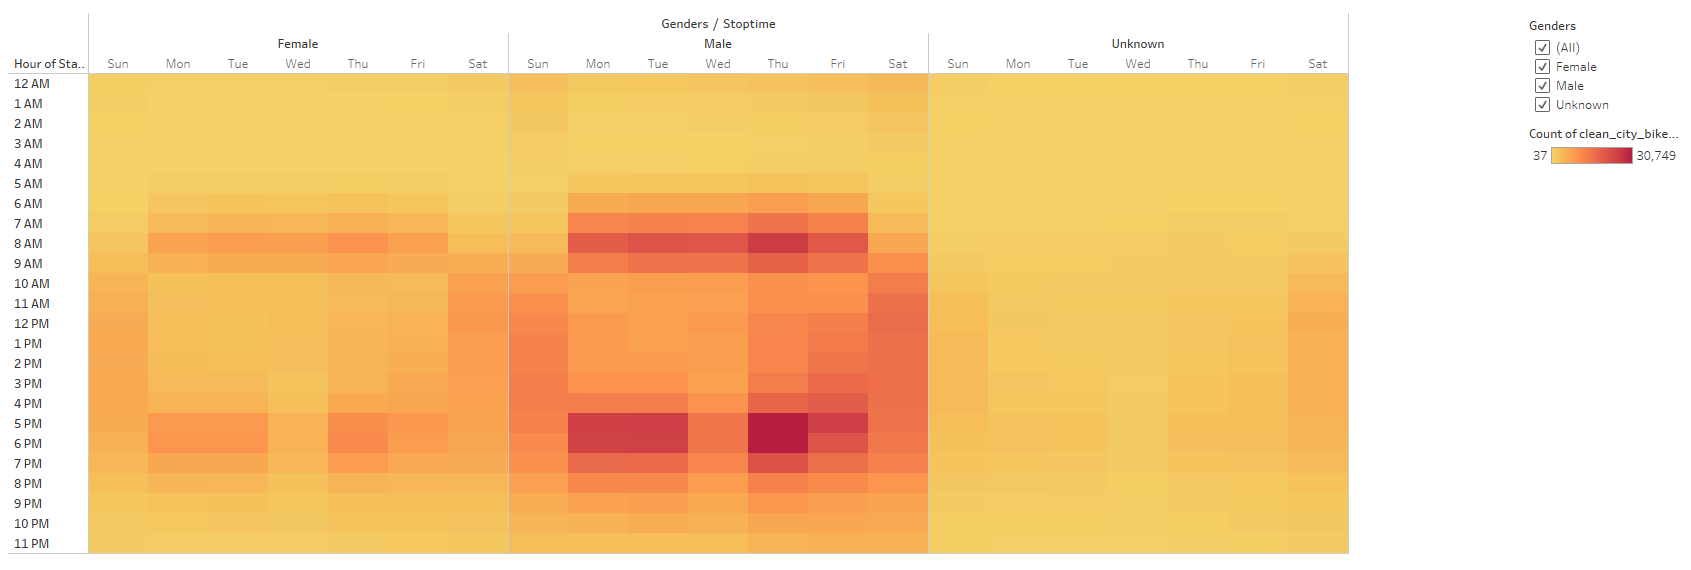 Genders / Stoptime
Female Male Unknown
Hour of Sta.. Sun Mon Tue Wed Thu Fri Sat Sun Mon Tue Wed Thu Fri Sat Sun Mon Tue Wed Thu Fri Sat
12 AM
1 AM
2 AM
3 AM
4 AM
5 AM
6 AM
7 AM
8 AM
9 AM
10 AM
11 AM
12 PM
1 PM
2 PM
3 PM
4 PM
5 PM
6 PM
7 PM
8 PM
9 PM
10 PM
11 PM
Genders
(All)
Female
Male
Unknown
Count of clean_city_bike...
37 30,749